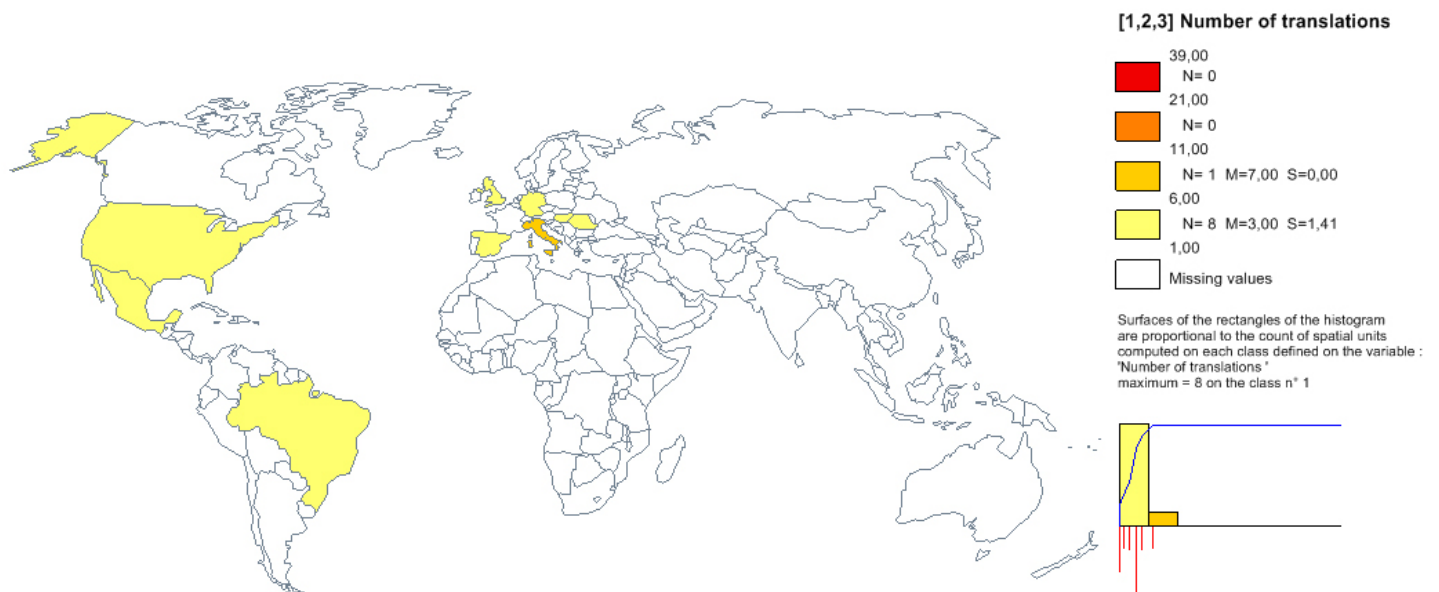 [1,2,3] Number of translations
39,00
N= 0
21,00
N= 0
11,00
N= 1 M=7,00 S=0,00
6,00
N= 8 M=3,00 S=1,41
1,00
Missing values
Surfaces of the rectangles of the histogram
are proportional to the count of spatial units
computed on each class defined on the variable :
'Number of translations '
maximum = 8 on the class n° 1